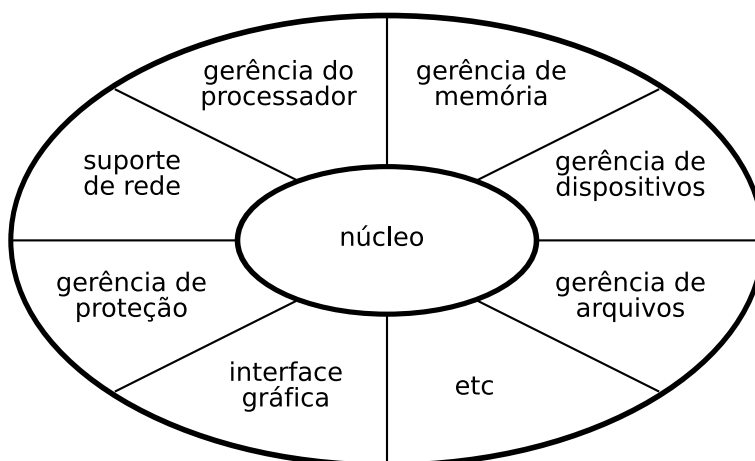 gerência do
processador
gerência de
memória
suporte
de rede
gerência de
dispositivos
núcleo
gerência de
proteção
gerência de
arquivos
interface
gráfica
etc